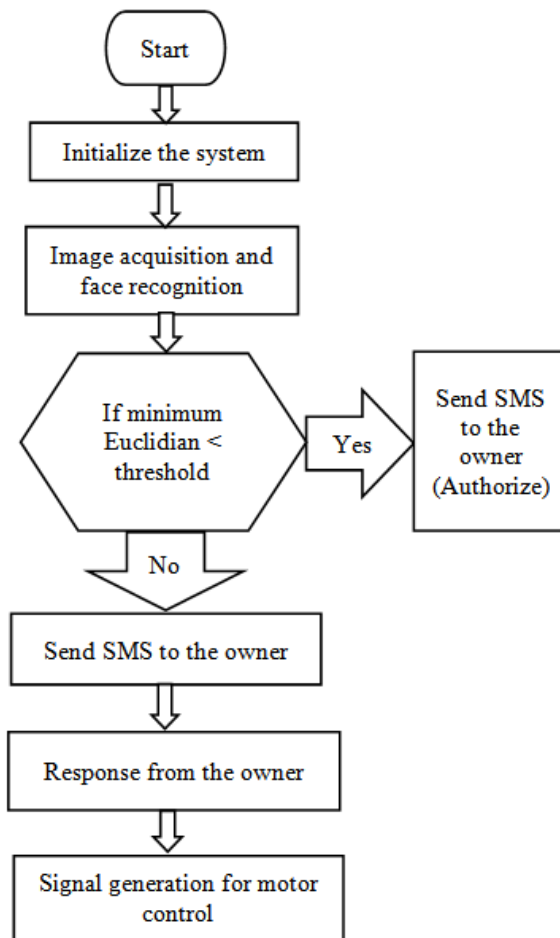 Start
Initialize the system
Image acquisition and
face recognition
If minimum
Euclidian <
threshold
Yes
Send SMS
to the
owner
(Authorize)
No
Send SMS to the owner
Response from the owner
Signal generation for motor
control